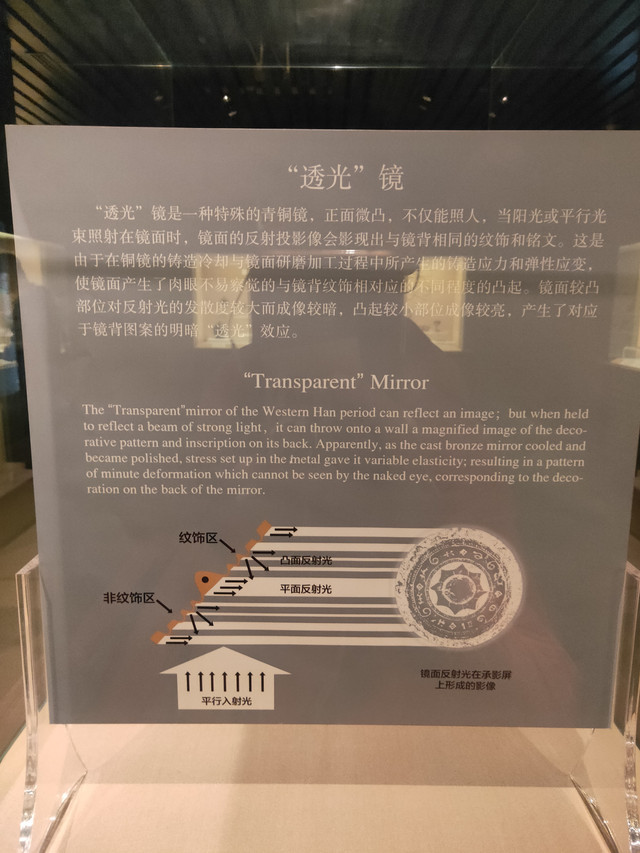 “透光”镜
“透光”镜是一种特殊的青铜镜，正面微凸，不仅能照人，当阳光或平行光
束照射在镜面时，镜面的反射投影像会影现出与镜背相同的纹饰和铭文。这是
由于在铜镜的铸造冷却与镜面研磨加工过程中所产生的铸造应力和弹性应变，
使镜面产生了肉眼不易察觉的与镜背纹饰相对应的不同程度的凸起。镜面较凸
部位对反射光的发散度较大而成像较暗，凸起较小部位成像较亮，产生了对应
于镜背图案的明暗“透光”效应。
“Transparent” Mirror
The "Transparent"mirror of the Western Han period can reflect an image; but when held
to reflect a beam of strong light, it can throw onto a wall a magnified image of the deco-
rative pattern and inscription on its back. Apparently, as the cast bronze mirror cooled and
became polished, stress set up in the metal gave it variable elasticity; resulting in a pattern
of minute deformation which cannot be seen by the naked eye, corresponding to the deco-
ration on the back of the mirror.
纹饰区
凸面反射光
平面反射光
非纹饰区
镜面反射光在承影屏
上形成的影像
平行入射光